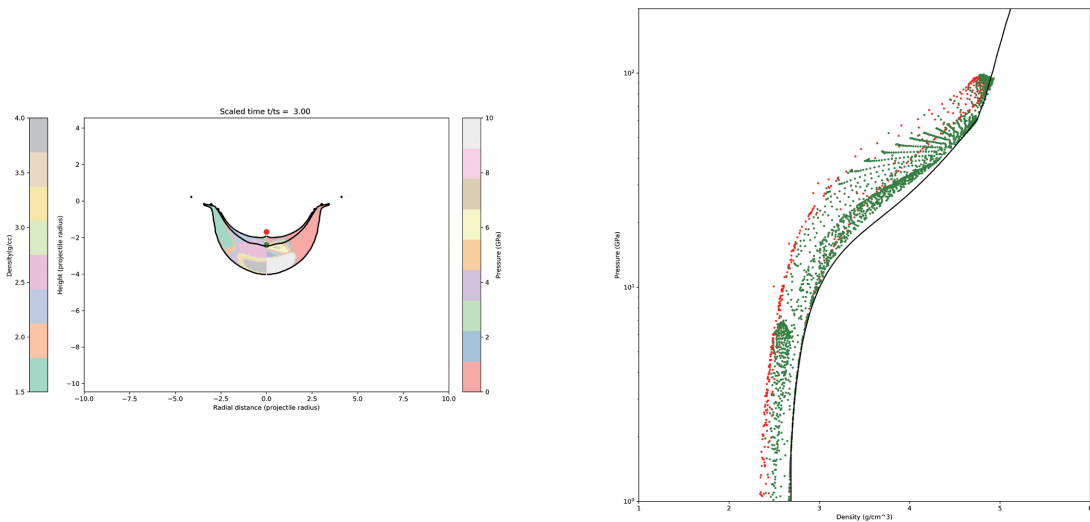 Scaled time t/ts = 3.00
4.0
3.5
3.0
2.5
2.0
1.5
Density(g/cc)
4
2
0
−2
−4
−6
−8
−10
Height (projectile radius)
−10.0 −7.5 −5.0 −2.5 0.0 2.5 5.0 7.5 10.0
Radial distance (projectile radius)
10
8
6
4
2
0
Pressure (GPa)
10²
10¹
10⁰
Pressure (GPa)
1 2 3 4 5 6
Density (g/cm^3)